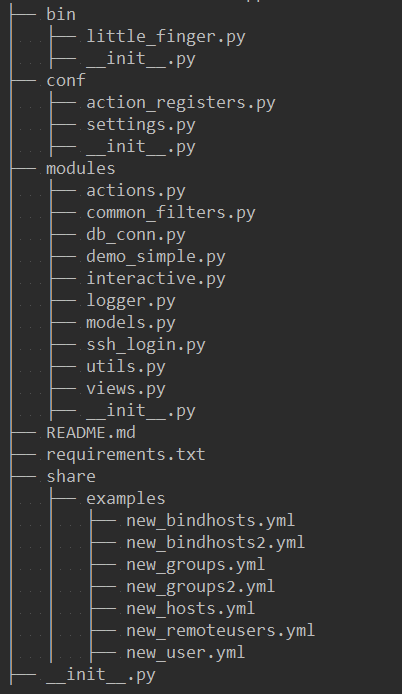 ├── bin
│   ├── little_finger.py
│   ├── __init__.py
├── conf
│   ├── action_registers.py
│   ├── settings.py
│   ├── __init__.py
├── modules
│   ├── actions.py
│   ├── common_filters.py
│   ├── db_conn.py
│   ├── demo_simple.py
│   ├── interactive.py
│   ├── logger.py
│   ├── models.py
│   ├── ssh_login.py
│   ├── utils.py
│   ├── views.py
│   ├── __init__.py
├── README.md
├── requirements.txt
├── share
│   ├── examples
│   │   ├── new_bindhosts.yml
│   │   ├── new_bindhosts2.yml
│   │   ├── new_groups.yml
│   │   ├── new_groups2.yml
│   │   ├── new_hosts.yml
│   │   ├── new_remoteusers.yml
│   │   ├── new_user.yml
├── __init__.py